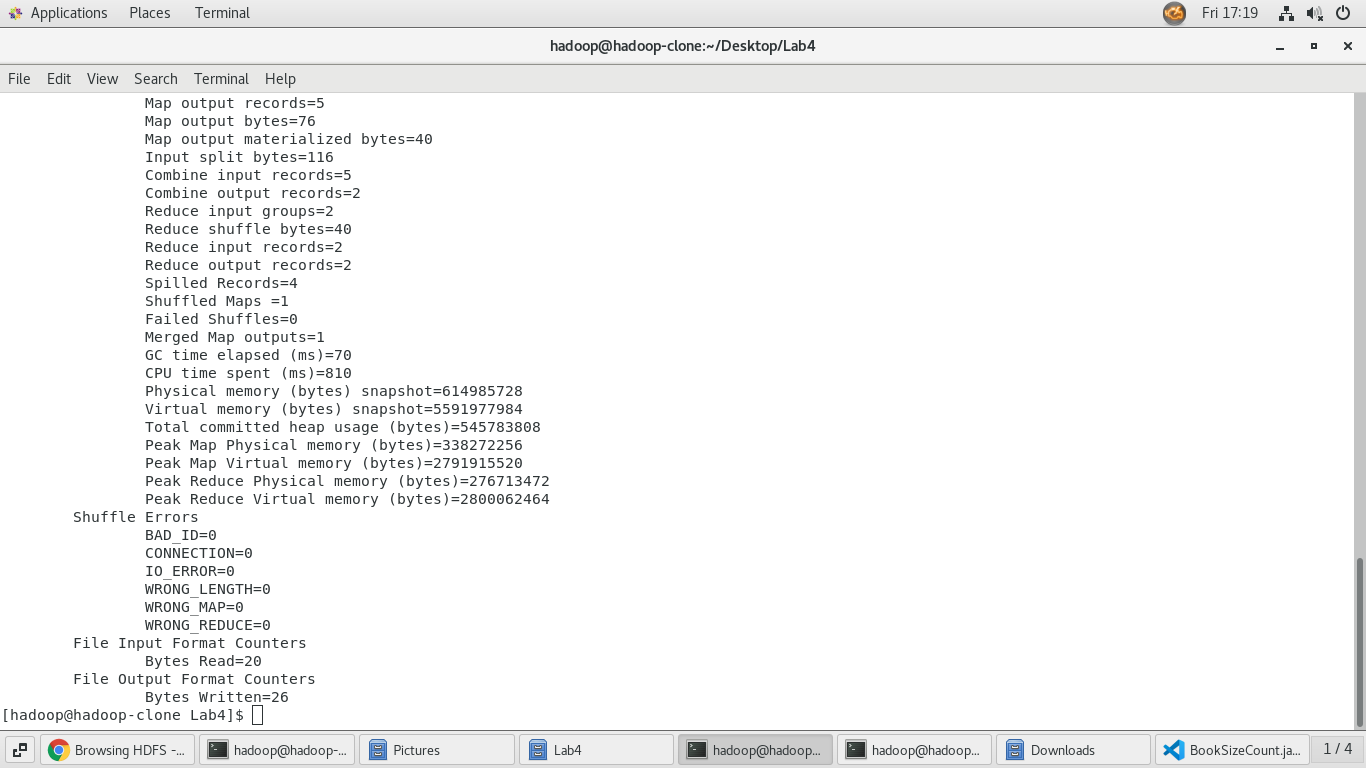 Applications Places Terminal Fri 17:19
hadoop@hadoop-clone:~/Desktop/Lab4
File Edit View Search Terminal Help
Map output records=5
Map output bytes=76
Map output materialized bytes=40
Input split bytes=116
Combine input records=5
Combine output records=2
Reduce input groups=2
Reduce shuffle bytes=40
Reduce input records=2
Reduce output records=2
Spilled Records=4
Shuffled Maps =1
Failed Shuffles=0
Merged Map outputs=1
GC time elapsed (ms)=70
CPU time spent (ms)=810
Physical memory (bytes) snapshot=614985728
Virtual memory (bytes) snapshot=5591977984
Total committed heap usage (bytes)=545783808
Peak Map Physical memory (bytes)=338272256
Peak Map Virtual memory (bytes)=2791915520
Peak Reduce Physical memory (bytes)=276713472
Peak Reduce Virtual memory (bytes)=2800062464
Shuffle Errors
BAD_ID=0
CONNECTION=0
IO_ERROR=0
WRONG_LENGTH=0
WRONG_MAP=0
WRONG_REDUCE=0
File Input Format Counters
Bytes Read=20
File Output Format Counters
Bytes Written=26
[hadoop@hadoop-clone Lab4]$
Browsing HDFS -... hadoop@hadoop-... Pictures Lab4 hadoop@hadoop... hadoop@hadoop... Downloads BookSizeCount.ja... 1 / 4